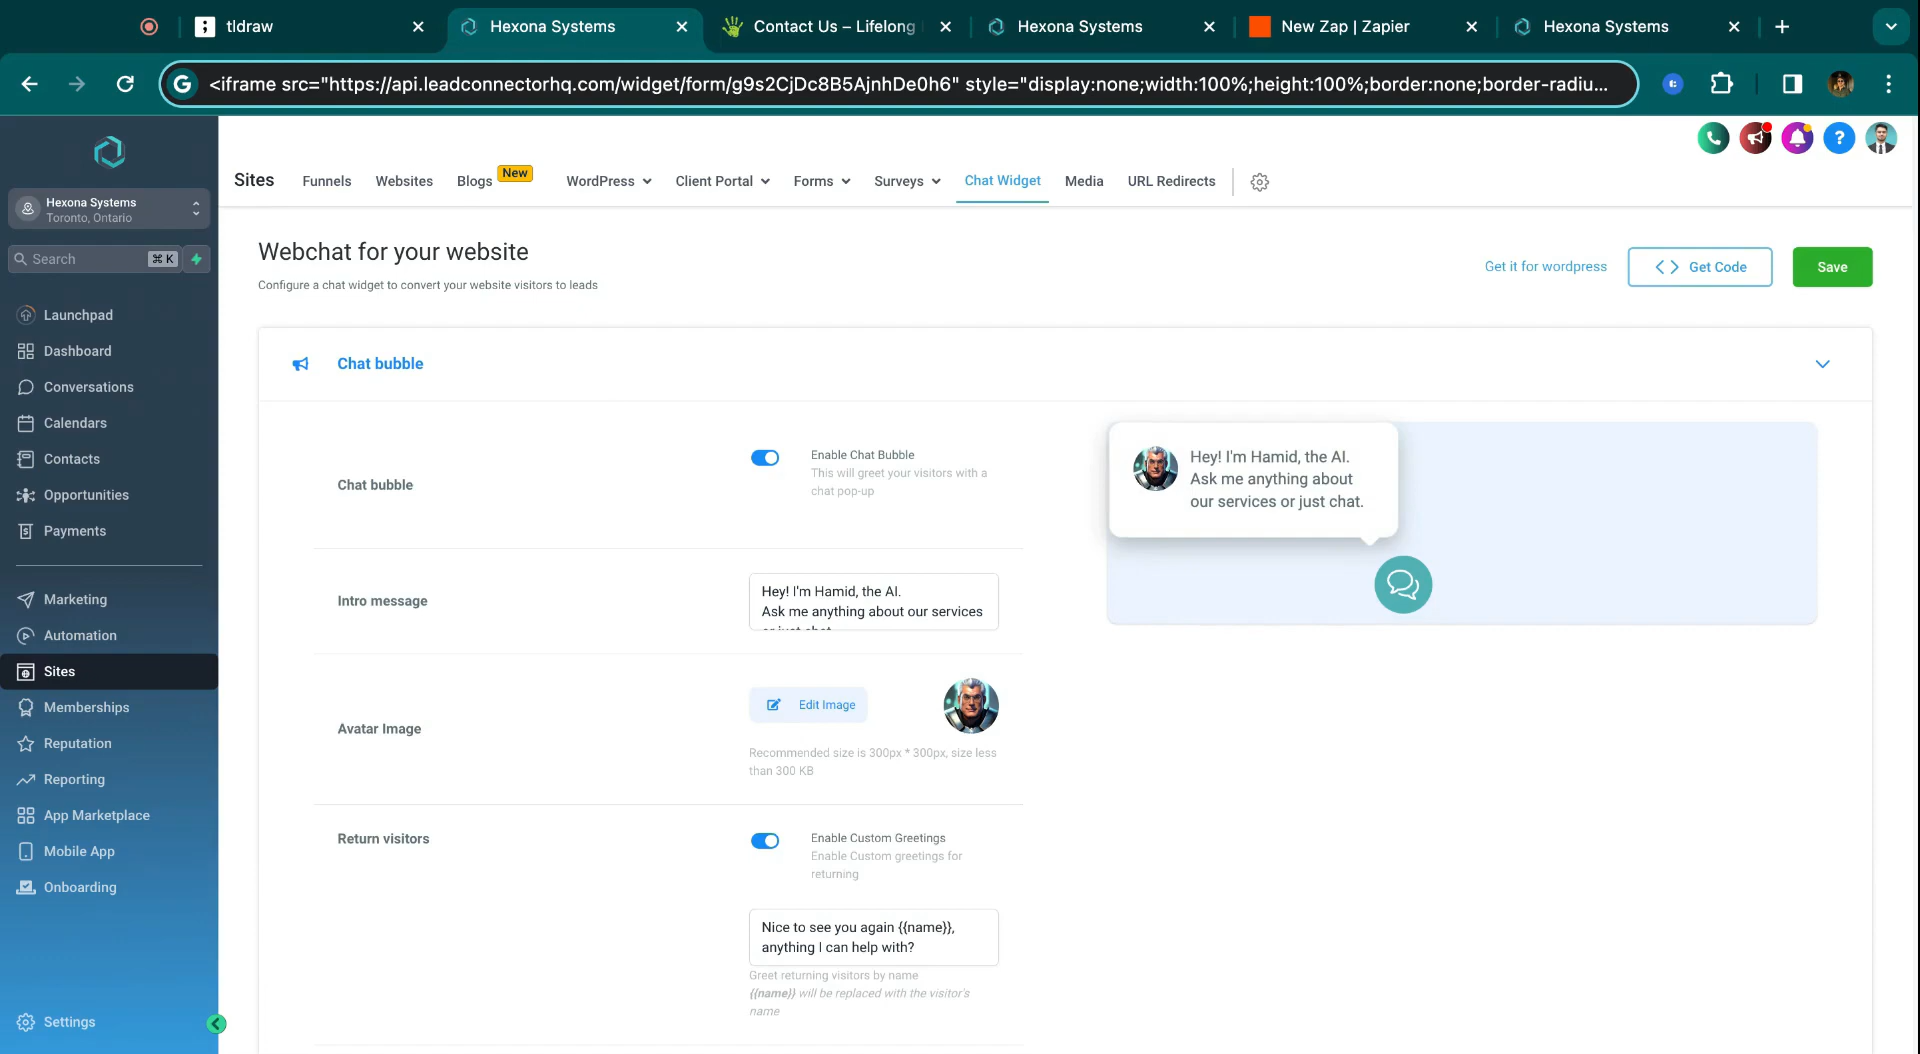 tldraw
Hexona Systems
Contact Us – Lifelong
Hexona Systems
New Zap | Zapier
Hexona Systems
<iframe src="https://api.leadconnectorhq.com/widget/form/g9s2CjDc8B5AjnhDe0h6" style="display:none;width:100%;height:100%;border:none;border-radiu...
Hexona Systems
Toronto, Ontario
Search
⌘ K
Launchpad
Dashboard
Conversations
Calendars
Contacts
Opportunities
Payments
Marketing
Automation
Sites
Memberships
Reputation
Reporting
App Marketplace
Mobile App
Onboarding
Settings
Sites
Funnels
Websites
Blogs
New
WordPress
Client Portal
Forms
Surveys
Chat Widget
Media
URL Redirects
Webchat for your website
Configure a chat widget to convert your website visitors to leads
Get it for wordpress
<> Get Code
Save
Chat bubble
Chat bubble
Enable Chat Bubble
This will greet your visitors with a
chat pop-up
Intro message
Hey! I'm Hamid, the AI.
Ask me anything about our services
or just chat.
Avatar Image
Edit Image
Recommended size is 300px * 300px, size less
than 300 KB
Return visitors
Enable Custom Greetings
Enable Custom greetings for
returning
Nice to see you again {{name}},
anything I can help with?
Greet returning visitors by name
{{name}} will be replaced with the visitor's
name
Hey! I'm Hamid, the AI.
Ask me anything about
our services or just chat.